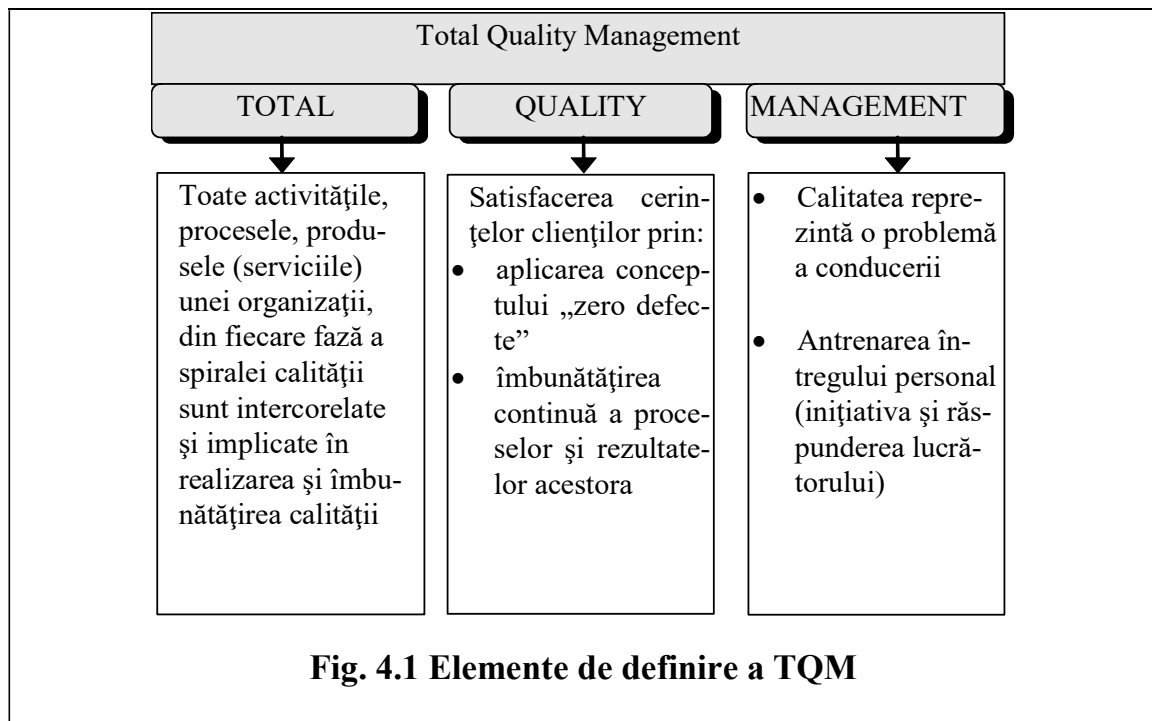 Total Quality Management
TOTAL
QUALITY
MANAGEMENT
Toate activităţile,
procesele, produ-
sele (serviciile)
unei organizaţii,
din fiecare fază a
spiralei calităţii
sunt intercorelate
şi implicate în
realizarea şi îmbu-
nătăţirea calităţii
Satisfacerea cerin-
ţelor clienţilor prin:
• aplicarea concep-
tului „zero defec-
te”
• îmbunătăţirea
continuă a proce-
selor şi rezultate-
lor acestora
• Calitatea repre-
zintă o problemă
a conducerii
• Antrenarea în-
tregului personal
(iniţiativa şi răs-
punderea lucră-
torului)
Fig. 4.1 Elemente de definire a TQM